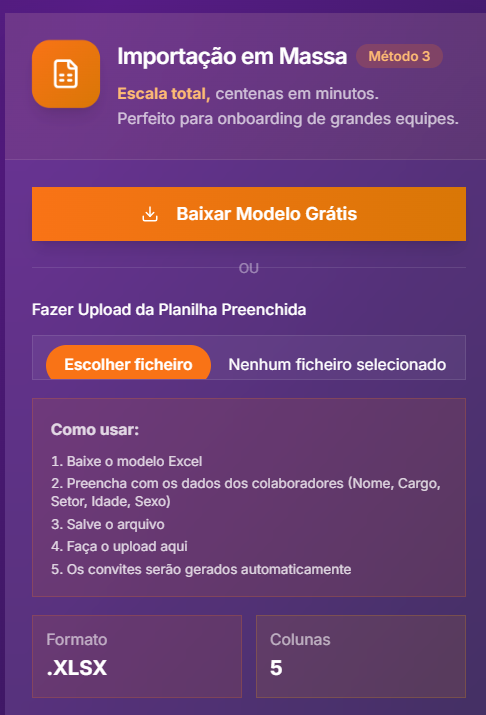 Importação em Massa Método 3
Escala total, centenas em minutos.
Perfeito para onboarding de grandes equipes.
Baixar Modelo Grátis
OU
Fazer Upload da Planilha Preenchida
Escolher ficheiro Nenhum ficheiro selecionado
Como usar:
1. Baixe o modelo Excel
2. Preencha com os dados dos colaboradores (Nome, Cargo,
Setor, Idade, Sexo)
3. Salve o arquivo
4. Faça o upload aqui
5. Os convites serão gerados automaticamente
Formato
.XLSX
Colunas
5